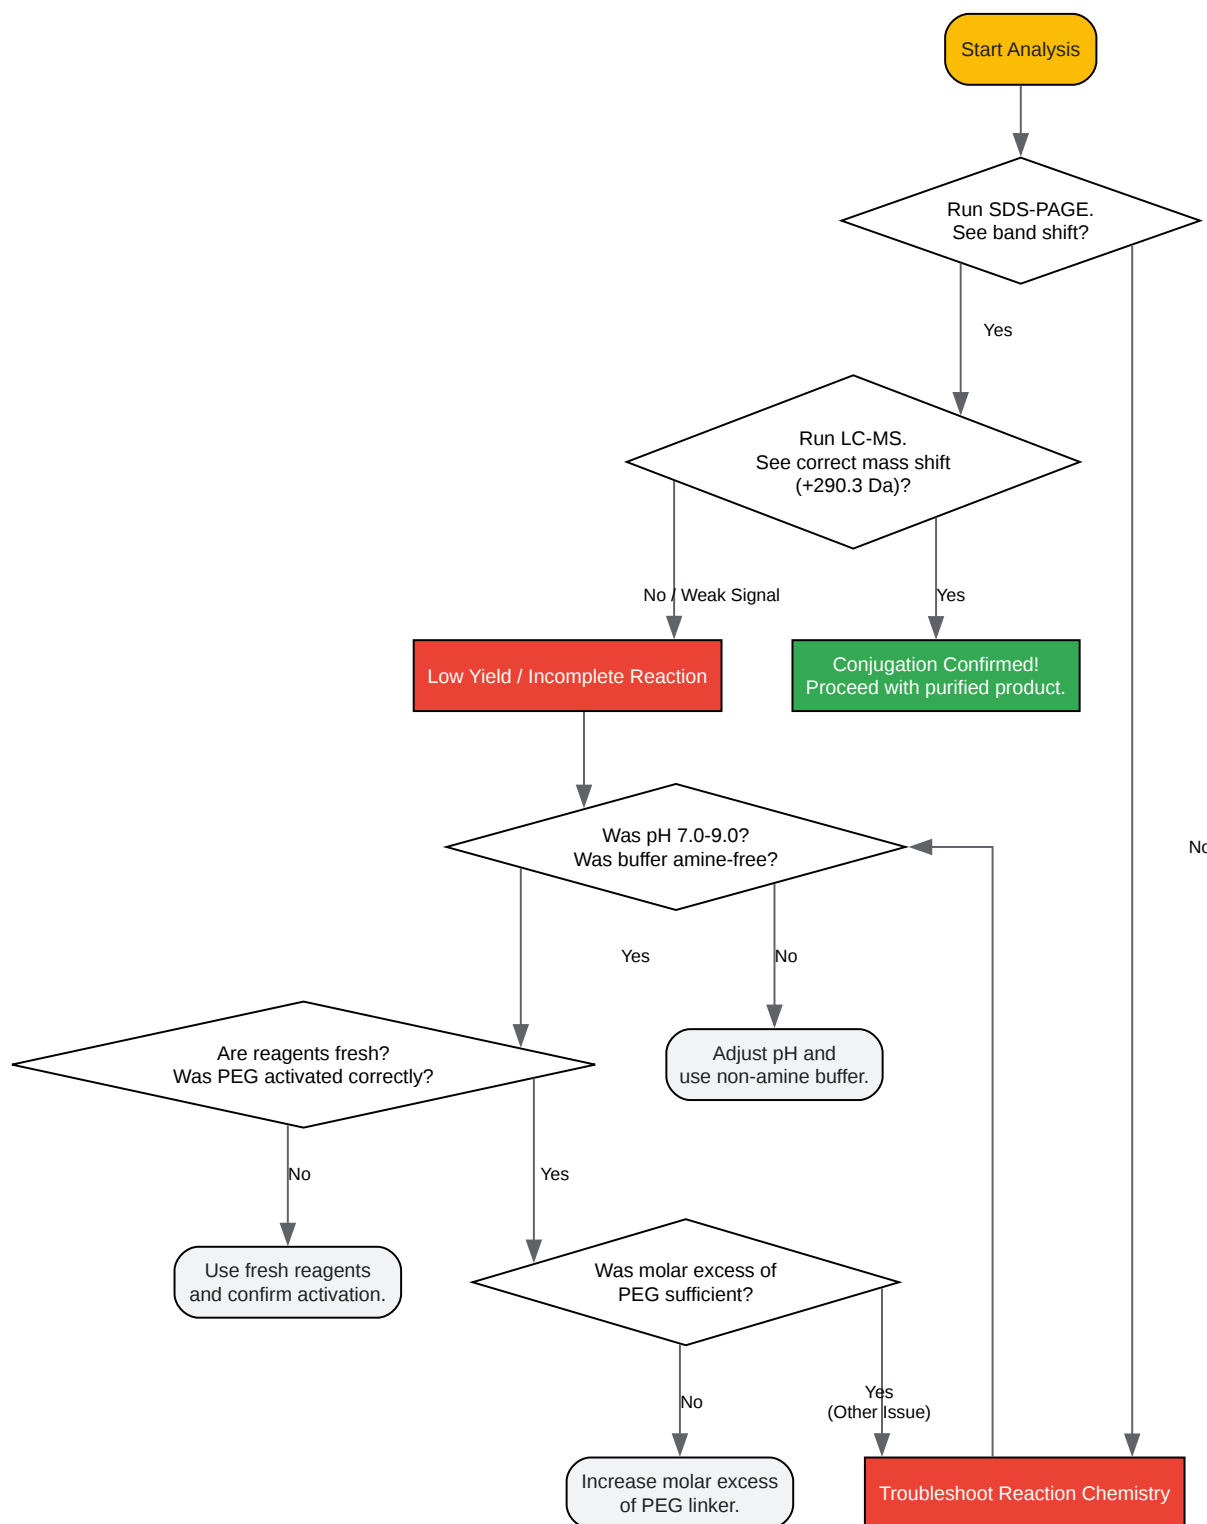 Start Analysis
Run SDS-PAGE.
See band shift?
Yes
Run LC-MS.
See correct mass shift
(+290.3 Da)?
No / Weak Signal
Yes
Low Yield / Incomplete Reaction
Conjugation Confirmed!
Proceed with purified product.
Was pH 7.0-9.0?
Was buffer amine-free?
No
Yes
No
Are reagents fresh?
Was PEG activated correctly?
Adjust pH and
use non-amine buffer.
No
Yes
Use fresh reagents
and confirm activation.
Was molar excess of
PEG sufficient?
No
Yes
(Other Issue)
Increase molar excess
of PEG linker.
Troubleshoot Reaction Chemistry